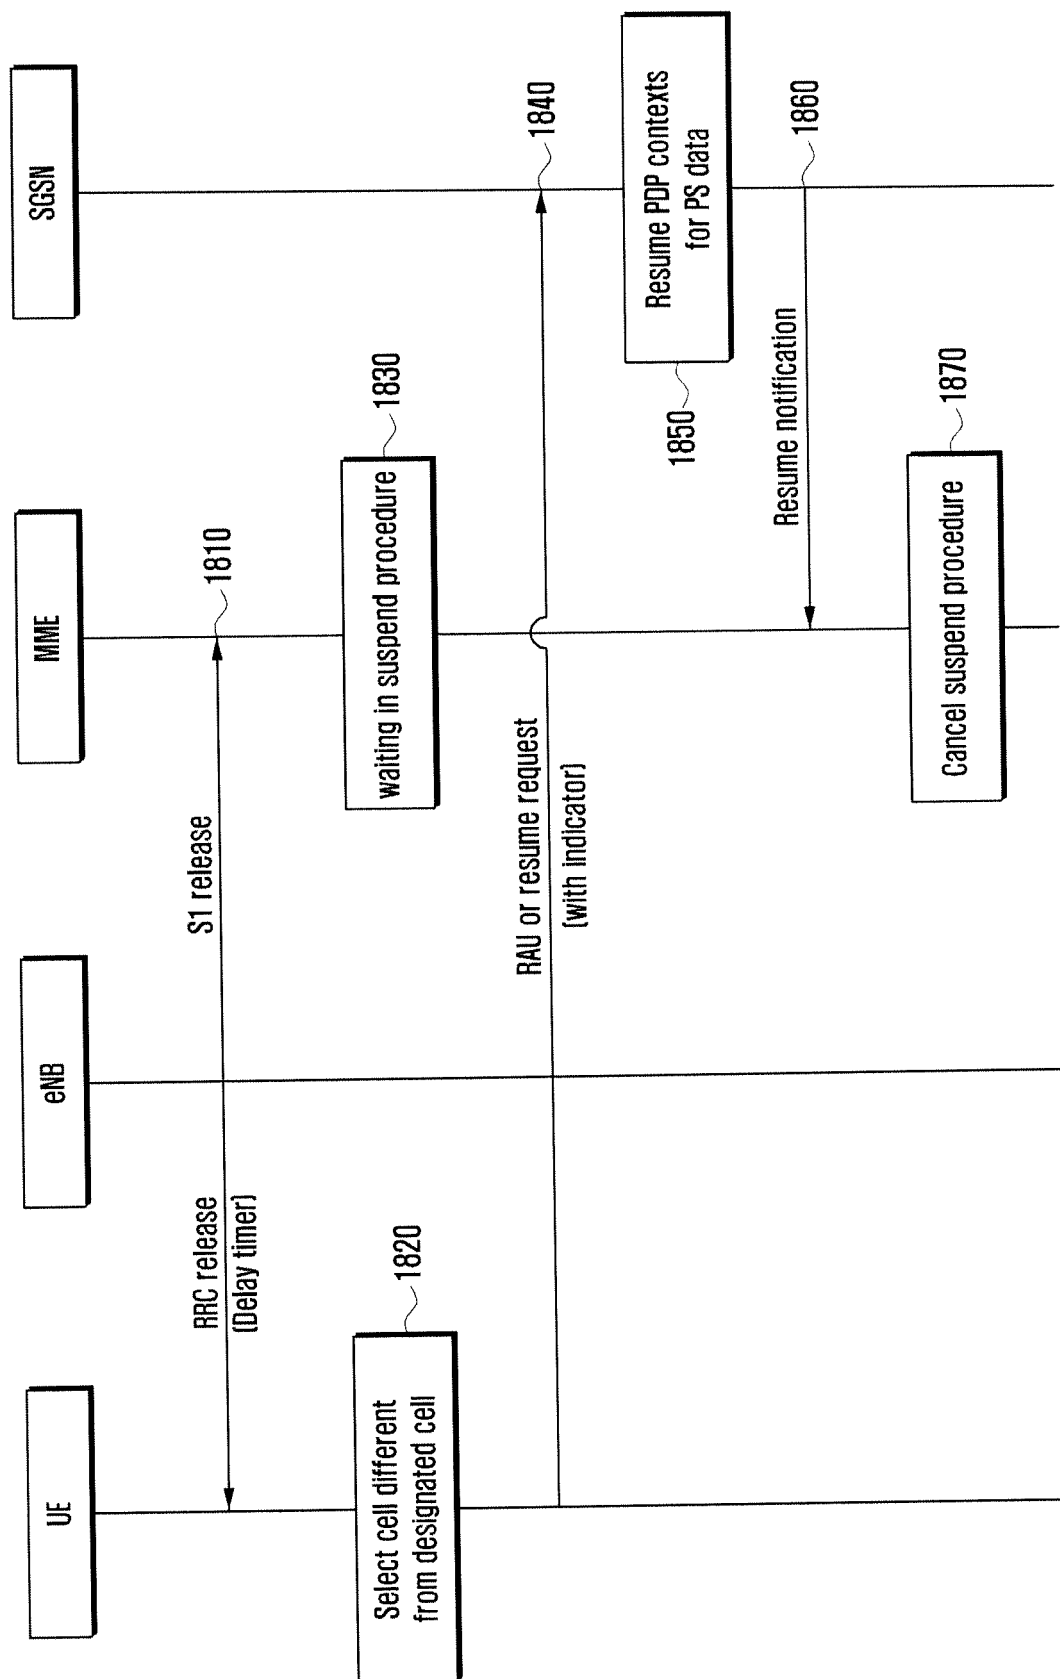 UE
eNB
MME
SGSN
RRC release
(Delay timer)
S1 release
1810
Select cell different
from designated cell
1820
waiting in suspend procedure
1830
RAU or resume request
(with indicator)
1840
Resume PDP contexts
for PS data
1850
Resume notification
1860
Cancel suspend procedure
1870